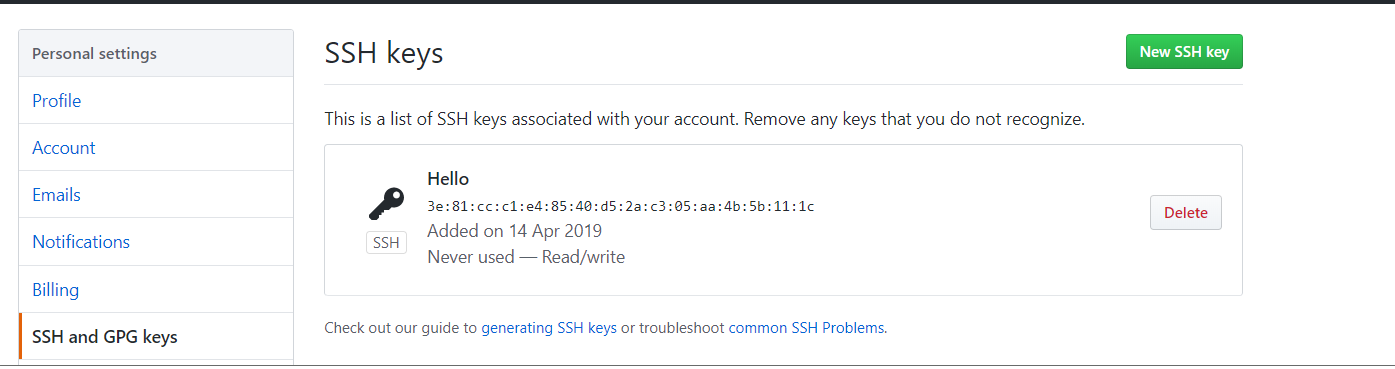 Personal settings
Profile
Account
Emails
Notifications
Billing
SSH and GPG keys
SSH keys
New SSH key
This is a list of SSH keys associated with your account. Remove any keys that you do not recognize.
Hello
3e:81:cc:c1:e4:85:40:d5:2a:c3:05:aa:4b:5b:11:1c
Added on 14 Apr 2019
Never used — Read/write
SSH
Delete
Check out our guide to generating SSH keys or troubleshoot common SSH Problems.